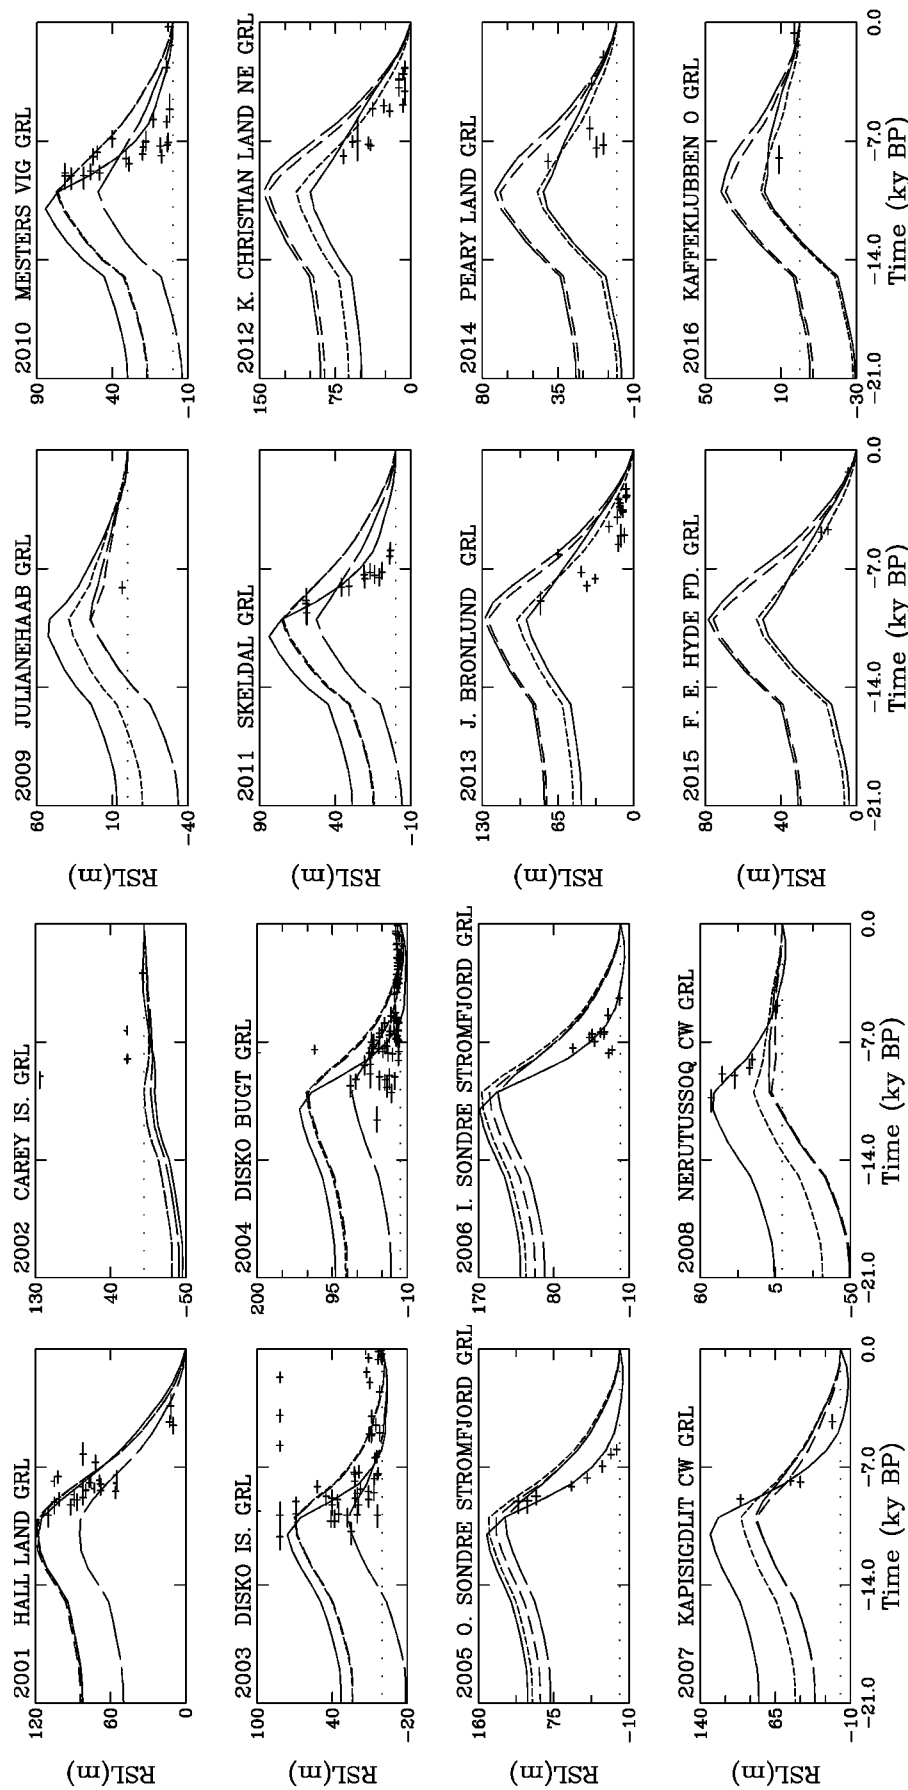 2001 HALL LAND GRL
120
60
0
RSL(m)
2002 CAREY IS. GRL
130
40
-50
2009 JULIANEHAAB GRL
60
10
-40
RSL(m)
2010 MESTERS VIG GRL
90
40
-10
2003 DISKO IS. GRL
100
40
-20
RSL(m)
2004 DISKO BUGT GRL
200
95
-10
2011 SKELDAL GRL
90
40
-10
RSL(m)
2012 K. CHRISTIAN LAND NE GRL
150
75
0
2005 O. SONDRE STROMFJORD GRL
160
75
-10
RSL(m)
2006 I. SONDRE STROMFJORD GRL
170
80
-10
2013 J. BRONLUND GRL
130
65
0
RSL(m)
2014 PEARY LAND GRL
80
35
-10
2007 KAPISIGDLIT CW GRL
140
65
-10
RSL(m)
-21.0 -14.0 -7.0 0.0
Time (ky BP)
2008 NERUTUSSOQ CW GRL
60
5
-50
-21.0 -14.0 -7.0 0.0
Time (ky BP)
2015 F. E. HYDE FD. GRL
80
40
0
RSL(m)
-21.0 -14.0 -7.0 0.0
Time (ky BP)
2016 KAFFEKLUBBEN O GRL
50
10
-30
-21.0 -14.0 -7.0 0.0
Time (ky BP)